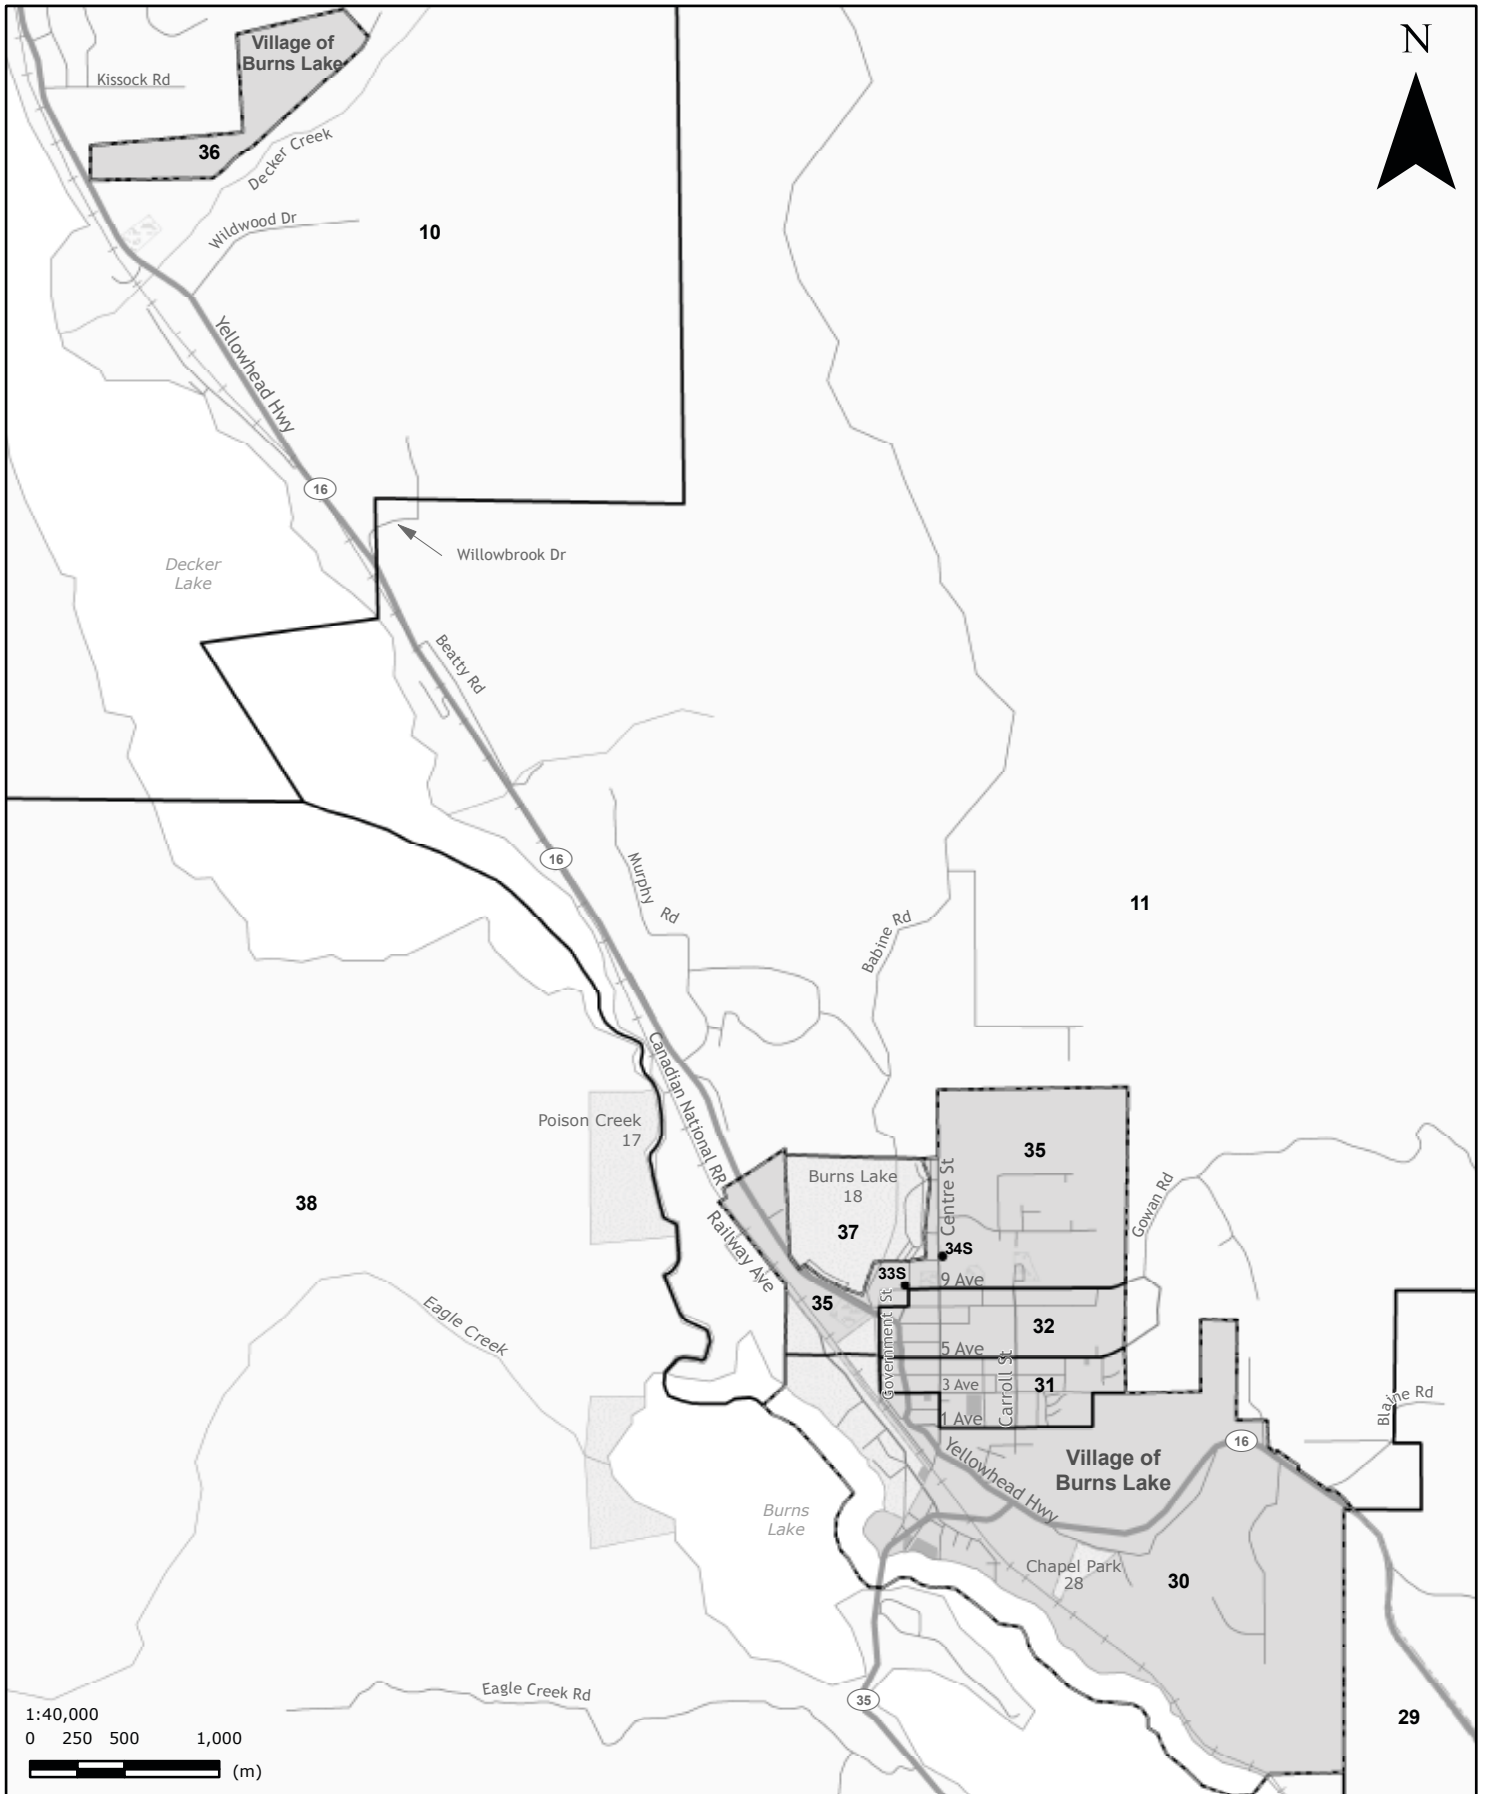 N
Village of
Burns Lake
Kissock Rd
36
Decker Creek
Wildwood Dr
10
Yellowhead Hwy
16
Willowbrook Dr
Decker
Lake
Beatty Rd
16
Murphy Rd
11
Babine Rd
Canadian National RR
Poison Creek
17
35
Burns Lake
18
Centre St
Gowan Rd
38
37
Railway Ave
34S
33S
9 Ave
35
Government St
32
Eagle Creek
5 Ave
3 Ave
Carroll St
31
1 Ave
Blaine Rd
16
Yellowhead Hwy
Village of
Burns Lake
Burns
Lake
Chapel Park
28
30
Eagle Creek Rd
35
29
1:40,000
0 250 500 1,000
(m)